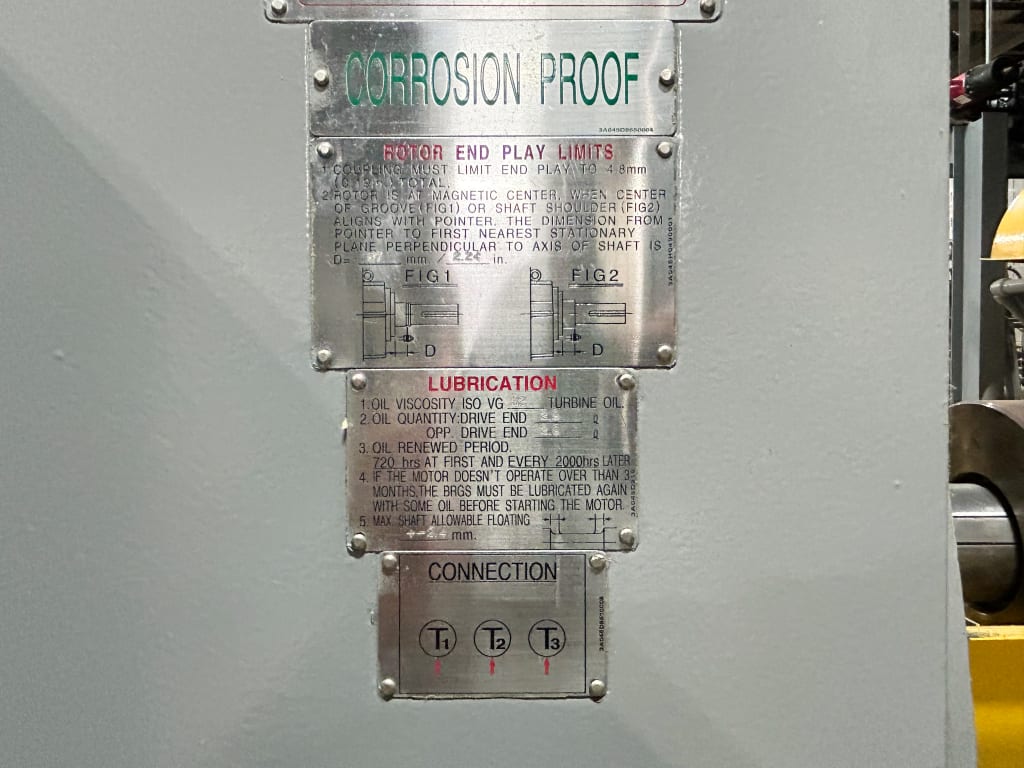 CORROSION PROOF
ROTOR END PLAY LIMITS
1. COUPLING MUST LIMIT END PLAY TO 4.8mm
TOTAL.
2. ROTOR IS AT MAGNETIC CENTER, WHEN CENTER
OF GROOVE(FIG1) OR SHAFT SHOULDER(FIG2)
ALIGNS WITH POINTER. THE DIMENSION FROM
POINTER TO FIRST NEAREST STATIONARY
PLANE PERPENDICULAR TO AXIS OF SHAFT IS
D= mm. / 2.24 in.
FIG1 FIG2
D D
LUBRICATION
1. OIL VISCOSITY ISO VG TURBINE OIL.
2. OIL QUANTITY:DRIVE END ℓ
OPP. DRIVE END ℓ
3. OIL RENEWED PERIOD.
720 hrs AT FIRST AND EVERY 2000hrs LATER
4. IF THE MOTOR DOESN'T OPERATE OVER THAN 3
MONTHS,THE BRGS MUST BE LUBRICATED AGAIN
WITH SOME OIL BEFORE STARTING THE MOTOR.
5. MAX. SHAFT ALLOWABLE FLOATING
mm.
CONNECTION
T1 T2 T3